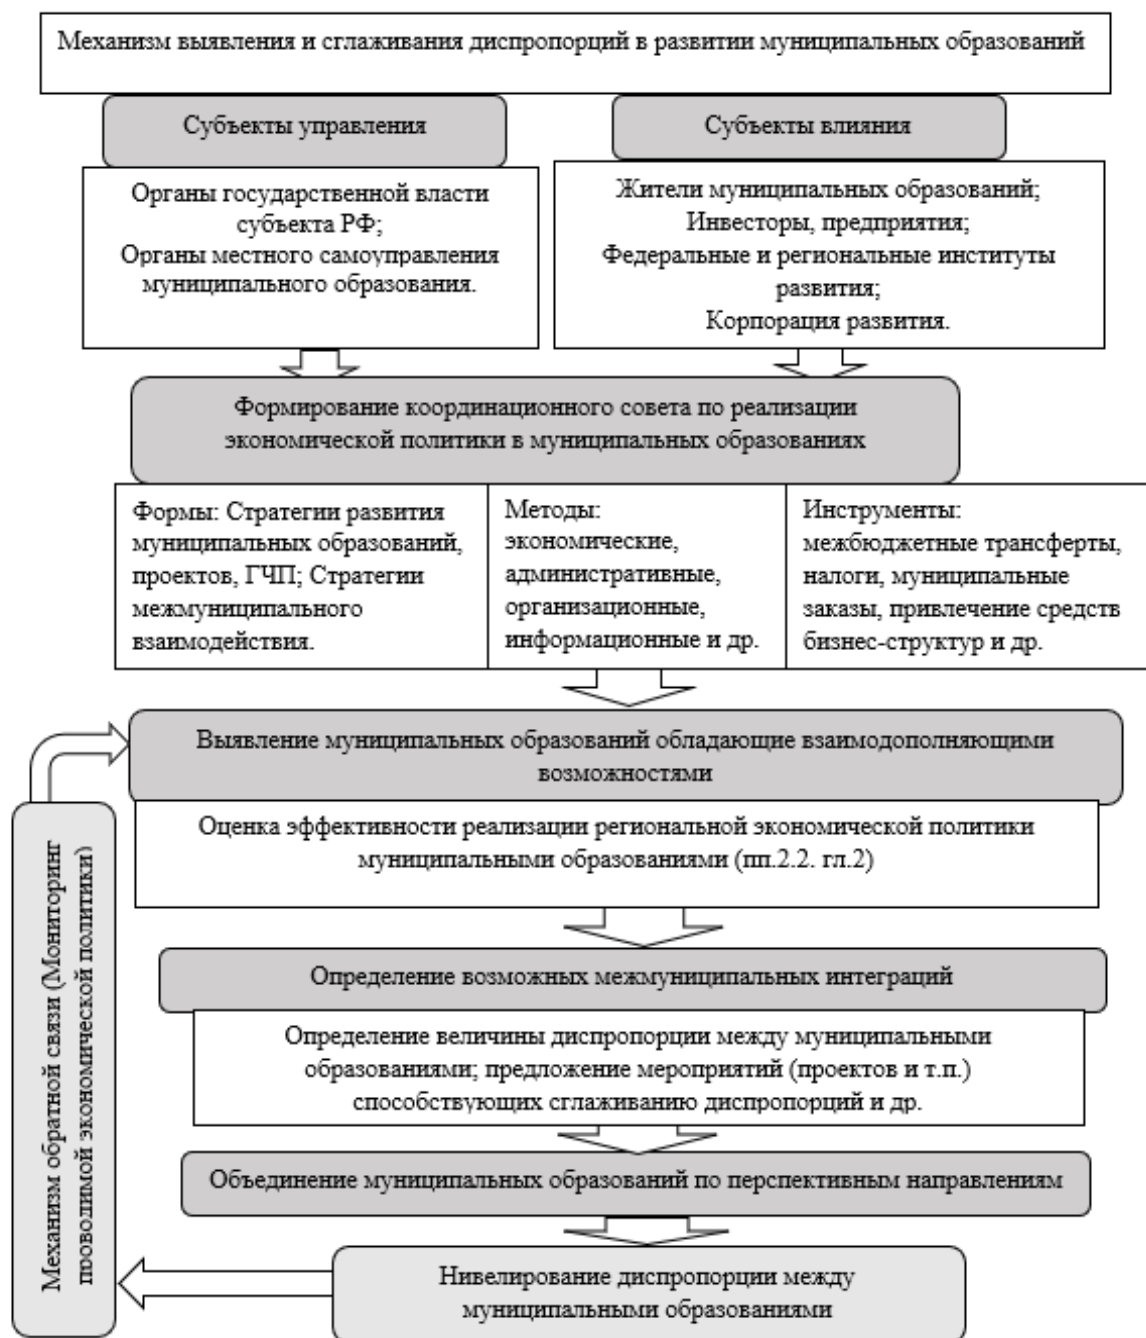 Механизм выявления и сглаживания диспропорций в развитии муниципальных образований
Субъекты управления
Субъекты влияния
Органы государственной власти
субъекта РФ;
Органы местного самоуправления
муниципального образования.
Жители муниципальных образований;
Инвесторы, предприятия;
Федеральные и региональные институты
развития;
Корпорация развития.
Формирование координационного совета по реализации
экономической политики в муниципальных образованиях
Формы: Стратегии развития
муниципальных образований,
проектов, ГЧП; Стратегии
межмуниципального
взаимодействия.
Методы:
экономические,
административные,
организационные,
информационные и др.
Инструменты:
межбюджетные трансферты,
налоги, муниципальные
заказы, привлечение средств
бизнес-структур и др.
Выявление муниципальных образований обладающие взаимодополняющими
возможностями
Оценка эффективности реализации региональной экономической политики
муниципальными образованиями (пп.2.2. гл.2)
Определение возможных межмуниципальных интеграций
Определение величины диспропорции между муниципальными
образованиями; предложение мероприятий (проектов и т.п.)
способствующих сглаживанию диспропорций и др.
Объединение муниципальных образований по перспективным направлениям
Нивелирование диспропорции между
муниципальными образованиями
Механизм обратной связи (Мониторинг
проводимой экономической политики)